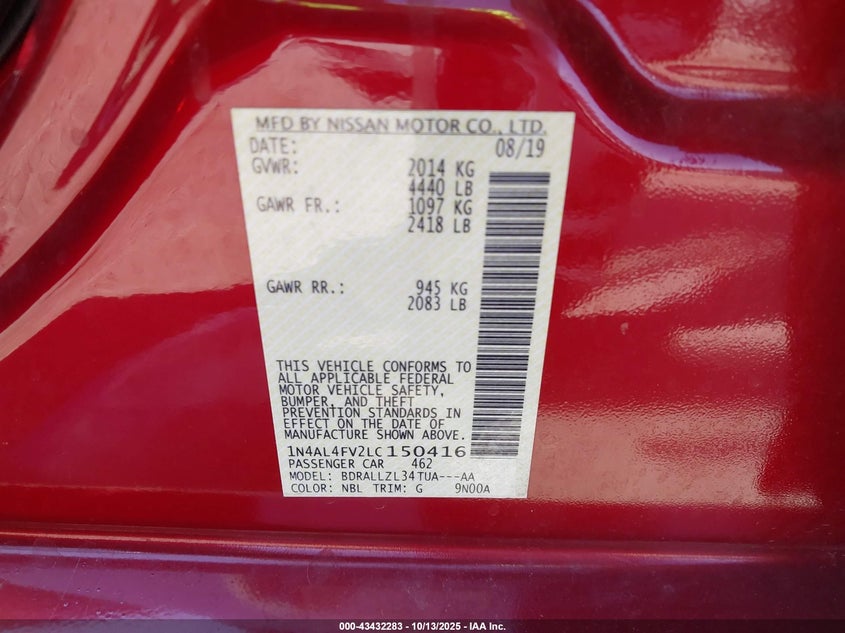 MFD BY NISSAN MOTOR CO., LTD.
DATE: 08/19
GVWR: 2014 KG
4440 LB
GAWR FR.: 1097 KG
2418 LB
GAWR RR.: 945 KG
2083 LB
THIS VEHICLE CONFORMS TO
ALL APPLICABLE FEDERAL
MOTOR VEHICLE SAFETY,
BUMPER, AND THEFT
PREVENTION STANDARDS IN
EFFECT ON THE DATE OF
MANUFACTURE SHOWN ABOVE.
1N4AL4FV2LC150416
PASSENGER CAR 462
MODEL: BDRALLZL34TUA---AA
COLOR: NBL TRIM: G 9N00A
000-43432283 - 10/13/2025 - IAA Inc.